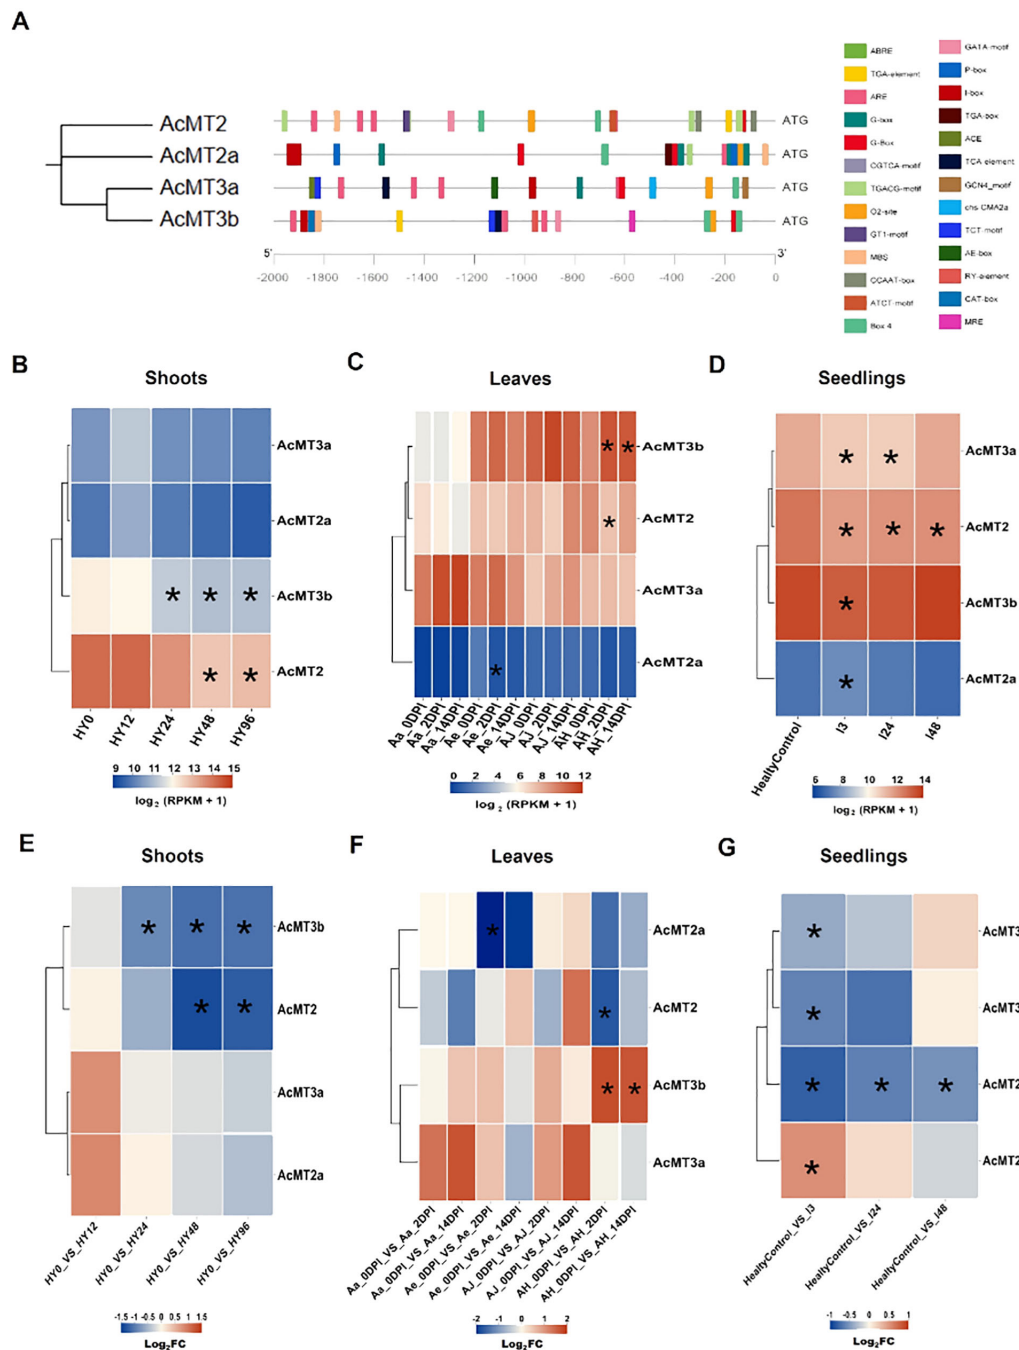 A
AcMT2
AcMT2a
AcMT3a
AcMT3b
ATG
ATG
ATG
ATG
5' 3'
-2000 -1800 -1600 -1400 -1200 -1000 -800 -600 -400 -200 0
ABRE
TGA-element
ARE
G-box
G-Box
CGTCA-motif
TGACG-motif
O2-site
GT1-motif
MBS
CCAAT-box
ATCT-motif
Box 4
GATA-motif
P-box
I-box
TGA-box
ACE
TCA element
GCN4_motif
chs CMA2a
TCT-motif
AE-box
RY-element
CAT-box
MRE
B
Shoots
AcMT3a
AcMT2a
AcMT3b
* * *
AcMT2
* *
HY0 HY12 HY24 HY48 HY96
9 10 11 12 13 14 15
log2 (RPKM + 1)
C
Leaves
AcMT3b
* *
AcMT2
*
AcMT3a
AcMT2a
*
Aa_0DPI Aa_2DPI Aa_14DPI Ae_0DPI Ae_2DPI Ae_14DPI AJ_0DPI AJ_2DPI AJ_14DPI AH_0DPI AH_2DPI AH_14DPI
0 2 4 6 8 10 12
log2 (RPKM + 1)
D
Seedlings
AcMT3a
* *
AcMT2
* * *
AcMT3b
*
AcMT2a
*
HealtyControl I3 I24 I48
6 8 10 12 14
log2 (RPKM + 1)
E
Shoots
AcMT3b
* * *
AcMT2
* *
AcMT3a
AcMT2a
HY0_VS_HY12 HY0_VS_HY24 HY0_VS_HY48 HY0_VS_HY96
-1.5 -1 -0.5 0 0.5 1 1.5
Log2FC
F
Leaves
AcMT2a
*
AcMT2
*
AcMT3b
* *
AcMT3a
Aa_0DPI_VS_Aa_2DPI Aa_0DPI_VS_Aa_14DPI Ae_0DPI_VS_Ae_2DPI Ae_0DPI_VS_Ae_14DPI AJ_0DPI_VS_AJ_2DPI AJ_0DPI_VS_AJ_14DPI AH_0DPI_VS_AH_2DPI AH_0DPI_VS_AH_14DPI
-2 -1 0 1 2
Log2FC
G
Seedlings
AcMT3
*
AcMT3
*
AcMT2
* * *
AcMT2
*
HealtyControl_VS_I3 HealtyControl_VS_I24 HealtyControl_VS_I48
-1 -0.5 0 0.5 1
Log2FC